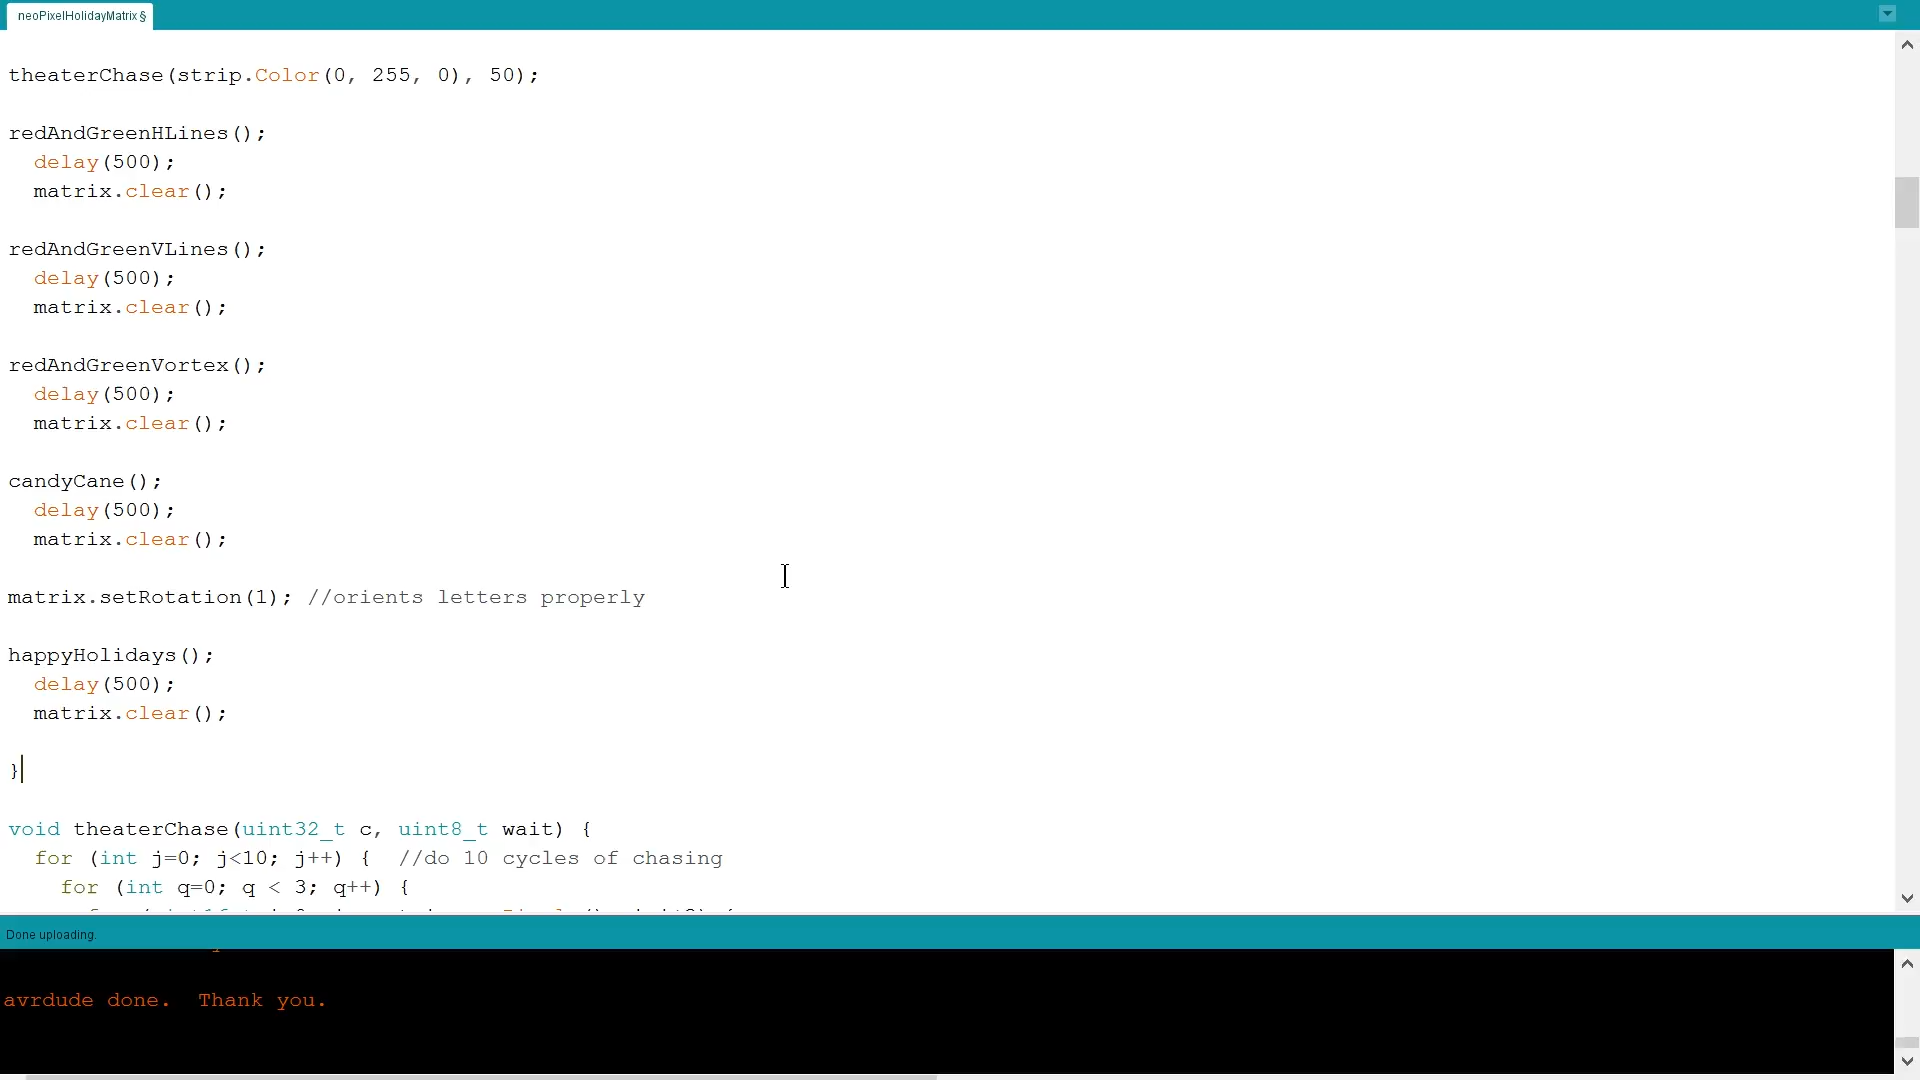 neoPixelHolidayMatrix §
theaterChase(strip.Color(0, 255, 0), 50);
redAndGreenHLines();
delay(500);
matrix.clear();
redAndGreenVLines();
delay(500);
matrix.clear();
redAndGreenVortex();
delay(500);
matrix.clear();
candyCane();
delay(500);
matrix.clear();
matrix.setRotation(1); //orients letters properly
happyHolidays();
delay(500);
matrix.clear();
}
void theaterChase(uint32_t c, uint8_t wait) {
for (int j=0; j<10; j++) {  //do 10 cycles of chasing
for (int q=0; q < 3; q++) {
Done uploading.
avrdude done.  Thank you.